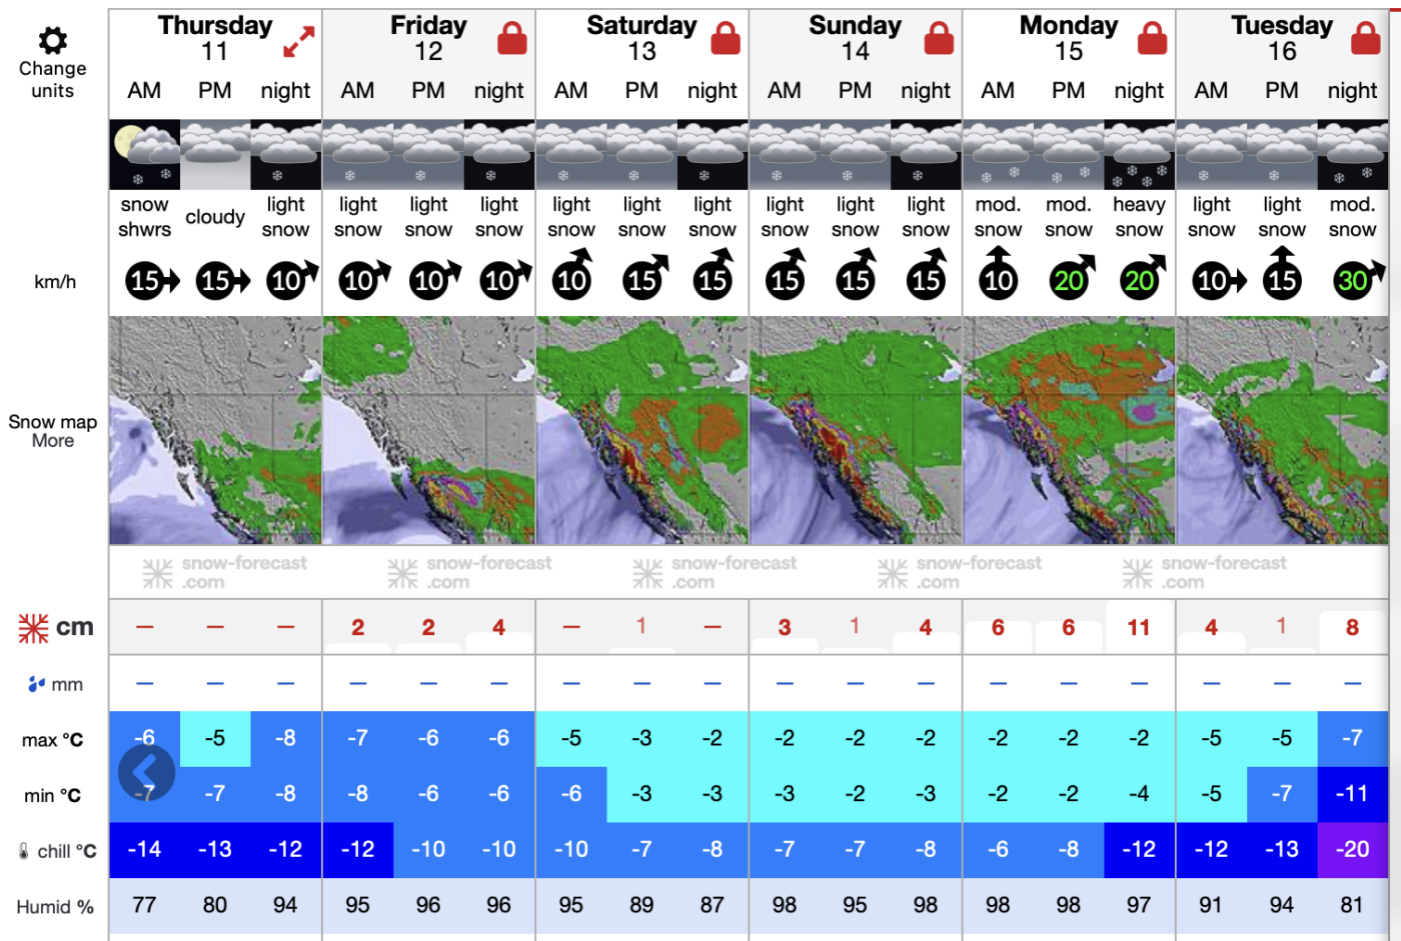 Thursday Friday Saturday Sunday Monday Tuesday
11 12 13 14 15 16
Change
units
AM PM night AM PM night AM PM night AM PM night AM PM night AM PM night
snow cloudy light light light light light light light light light light mod. mod. heavy light light mod.
shwrs snow snow snow snow snow snow snow snow snow snow snow snow snow snow snow snow
km/h 15 15 10 10 10 10 10 15 15 15 15 15 10 20 20 10 15 30
Snow map
More
snow-forecast snow-forecast snow-forecast snow-forecast snow-forecast
.com .com .com .com .com
cm — — — 2 2 4 — 1 — 3 1 4 6 6 11 4 1 8
mm — — — — — — — — — — — — — — — — — —
max °C -6 -5 -8 -7 -6 -6 -5 -3 -2 -2 -2 -2 -2 -2 -2 -5 -5 -7
min °C -7 -7 -8 -8 -6 -6 -6 -3 -3 -3 -2 -3 -2 -2 -4 -5 -7 -11
chill °C -14 -13 -12 -12 -10 -10 -10 -7 -8 -7 -7 -8 -6 -8 -12 -12 -13 -20
Humid % 77 80 94 95 96 96 95 89 87 98 95 98 98 98 97 91 94 81